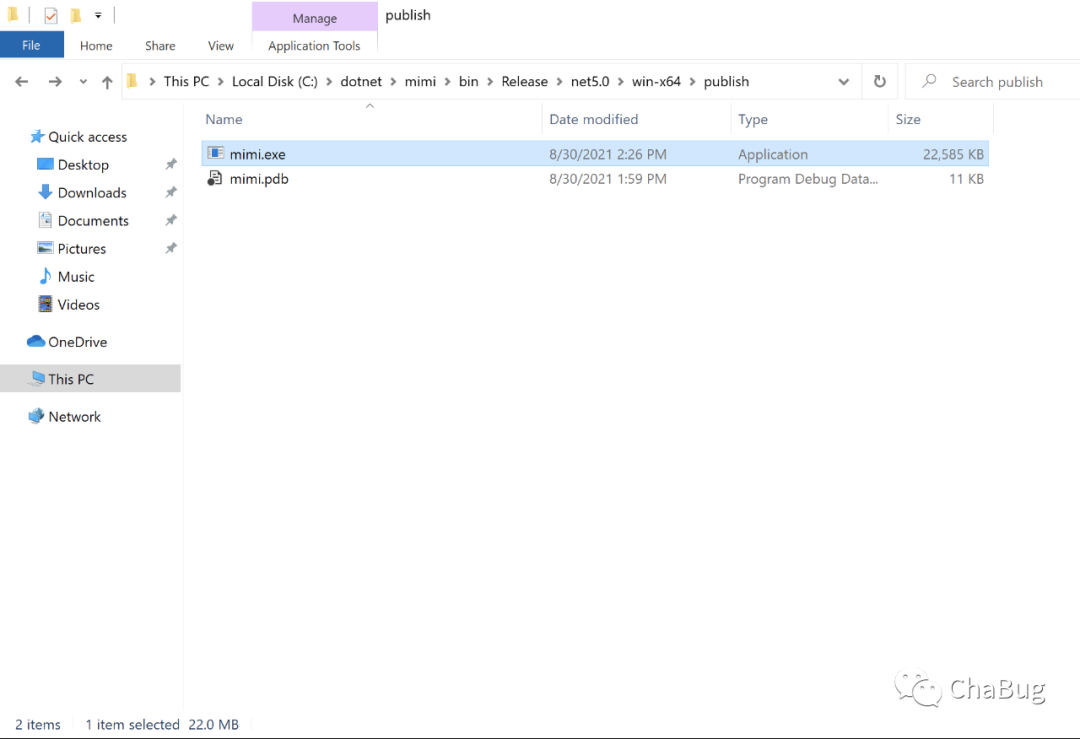 Manage publish
File Home Share View Application Tools
This PC Local Disk (C:) dotnet mimi bin Release net5.0 win-x64 publish Search publish
Name Date modified Type Size
Quick access
Desktop
Downloads
Documents
Pictures
Music
Videos
OneDrive
This PC
Network
mimi.exe 8/30/2021 2:26 PM Application 22,585 KB
mimi.pdb 8/30/2021 1:59 PM Program Debug Data... 11 KB
ChaBug
2 items 1 item selected 22.0 MB